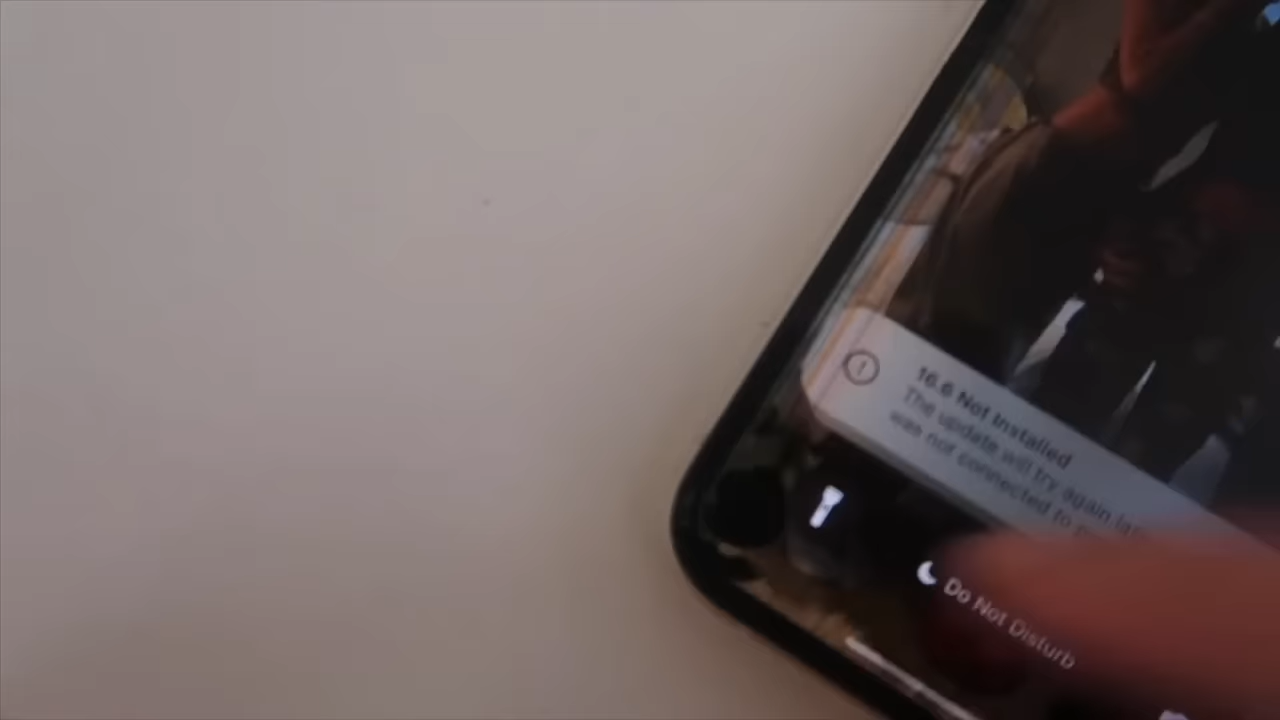 16.6 Not Installed
The update will try again
was not connected to
Do Not Disturb